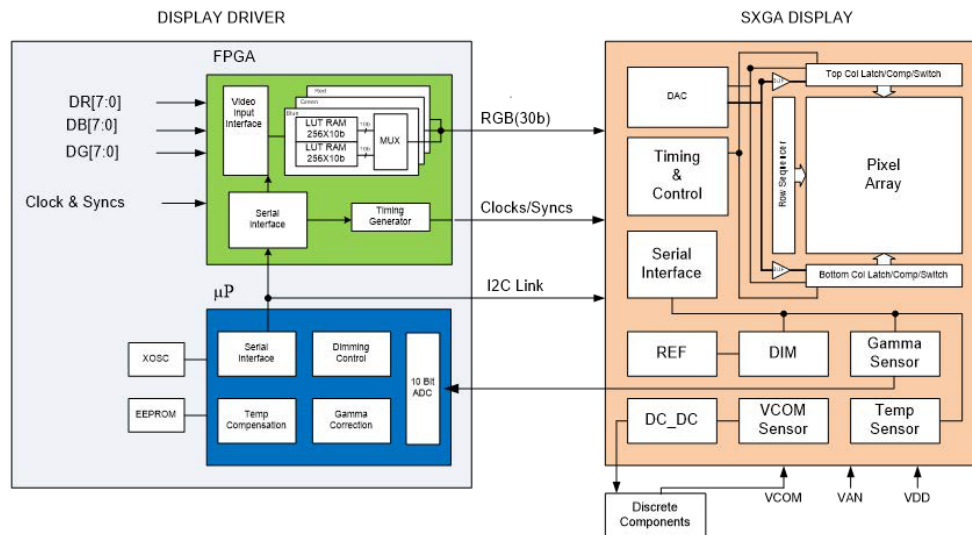 DISPLAY DRIVER
SXGA DISPLAY
FPGA
DR[7:0]
DB[7:0]
DG[7:0]
Clock & Syncs
Video
Input
Interface
Red
Green
Blue
LUT RAM
256X10b
LUT RAM
256X10b
10b
10b
MUX
Serial
Interface
Timing
Generator
RGB(30b)
Clocks/Syncs
I2C Link
µP
XOSC
EEPROM
Serial
Interface
Dimming
Control
Temp
Compensation
Gamma
Correction
10 Bit
ADC
DAC
BUF
Top Col Latch/Comp/Switch
Timing
&
Control
Row Sequencer
Pixel
Array
BUF
Bottom Col Latch/Comp/Switch
Serial
Interface
REF
DIM
Gamma
Sensor
DC_DC
VCOM
Sensor
Temp
Sensor
Discrete
Components
VCOM
VAN
VDD